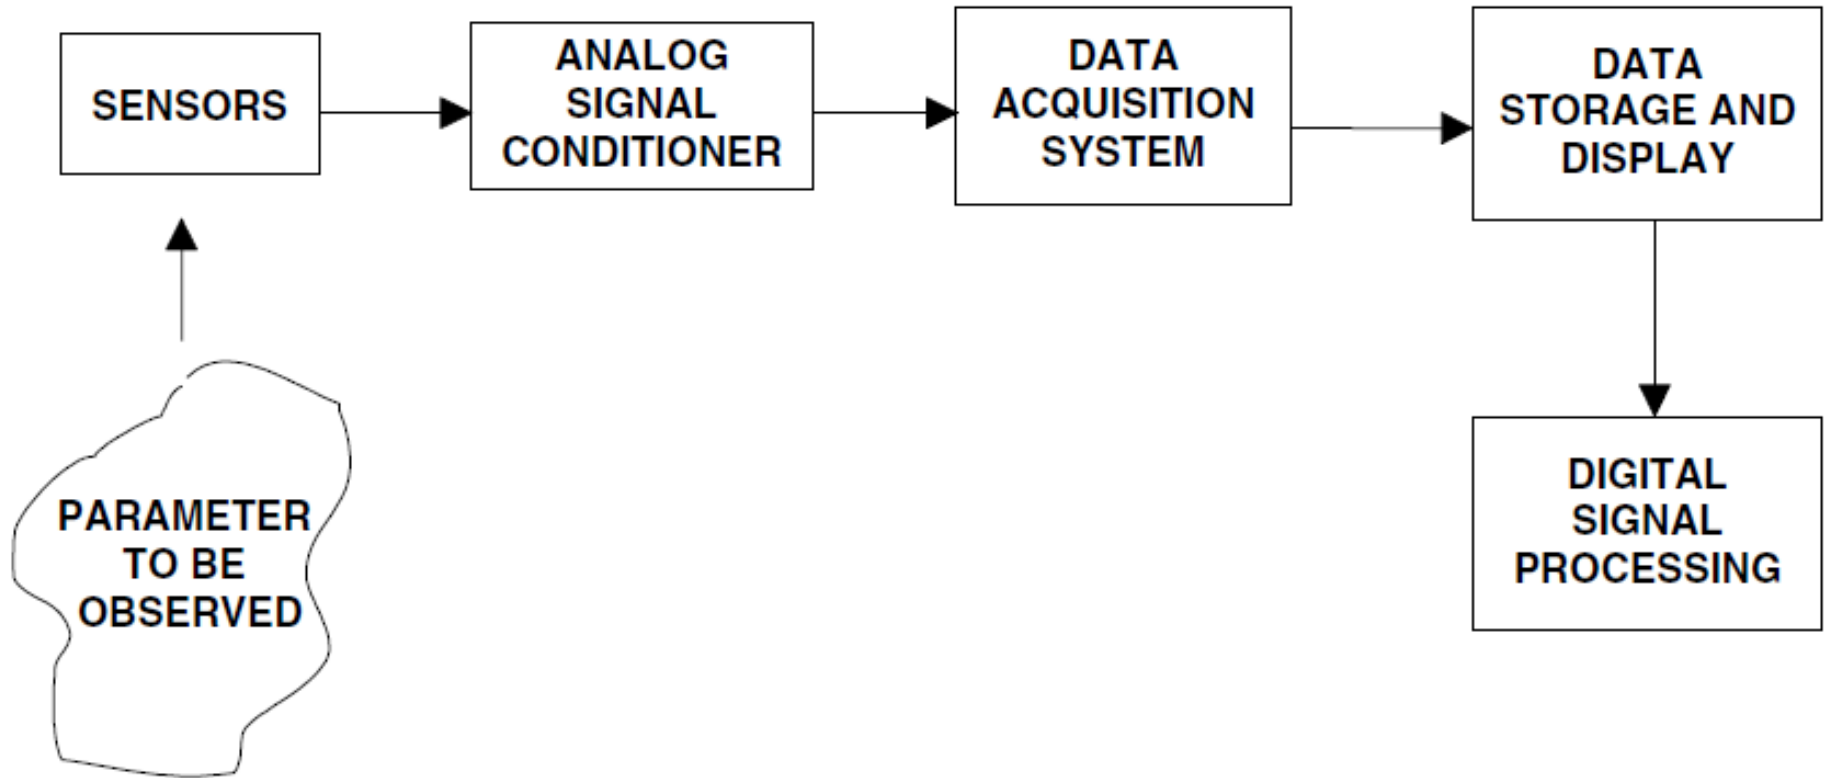 SENSORS
ANALOG
SIGNAL
CONDITIONER
DATA
ACQUISITION
SYSTEM
DATA
STORAGE AND
DISPLAY
PARAMETER
TO BE
OBSERVED
DIGITAL
SIGNAL
PROCESSING